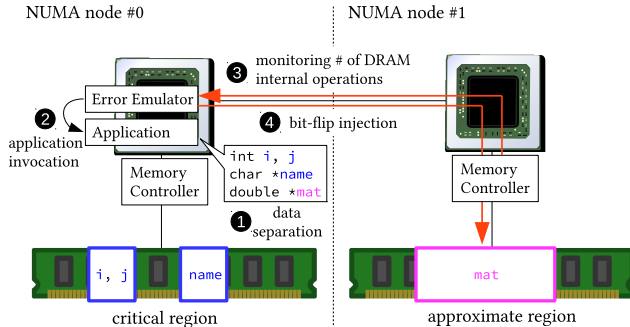 NUMA node #0
NUMA node #1
3
monitoring # of DRAM
internal operations
Error Emulator
2
Application
4
bit-flip injection
application
invocation
int i, j
char *name
double *mat
Memory
Controller
Memory
Controller
1
data
separation
i, j
name
mat
critical region
approximate region